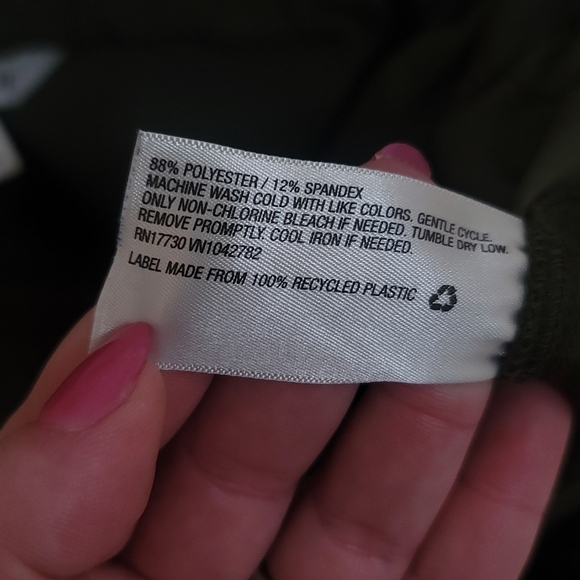 88% POLYESTER / 12% SPANDEX
MACHINE WASH COLD WITH LIKE COLORS. GENTLE CYCLE.
ONLY NON-CHLORINE BLEACH IF NEEDED. TUMBLE DRY LOW.
REMOVE PROMPTLY. COOL IRON IF NEEDED.
RN17730 VN1042782
LABEL MADE FROM 100% RECYCLED PLASTIC